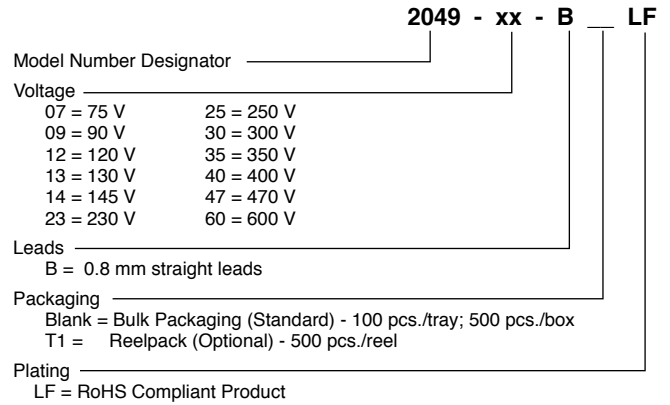 2049 - xx - B __ LF
Model Number Designator
Voltage
07 = 75 V 25 = 250 V
09 = 90 V 30 = 300 V
12 = 120 V 35 = 350 V
13 = 130 V 40 = 400 V
14 = 145 V 47 = 470 V
23 = 230 V 60 = 600 V
Leads
B = 0.8 mm straight leads
Packaging
Blank = Bulk Packaging (Standard) - 100 pcs./tray; 500 pcs./box
T1 = Reelpack (Optional) - 500 pcs./reel
Plating
LF = RoHS Compliant Product